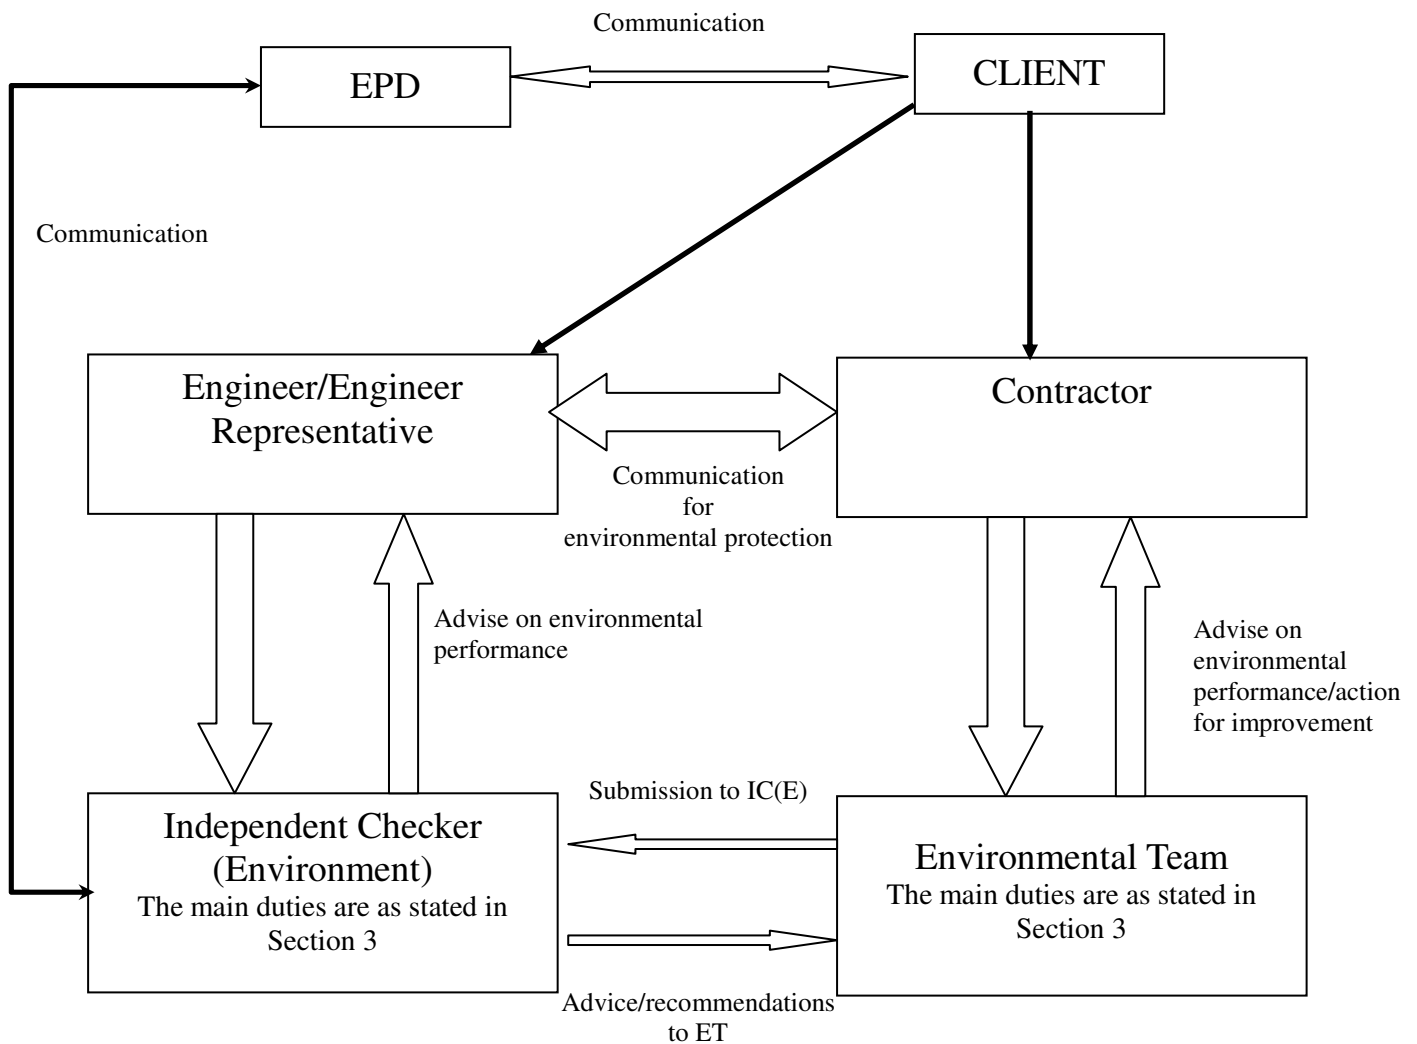 Communication
EPD
CLIENT
Communication
Engineer/Engineer
Representative
Contractor
Communication
for
environmental protection
Advise on environmental
performance
Advise on
environmental
performance/action
for improvement
Submission to IC(E)
Independent Checker
(Environment)
The main duties are as stated in
Section 3
Environmental Team
The main duties are as stated in
Section 3
Advice/recommendations
to ET